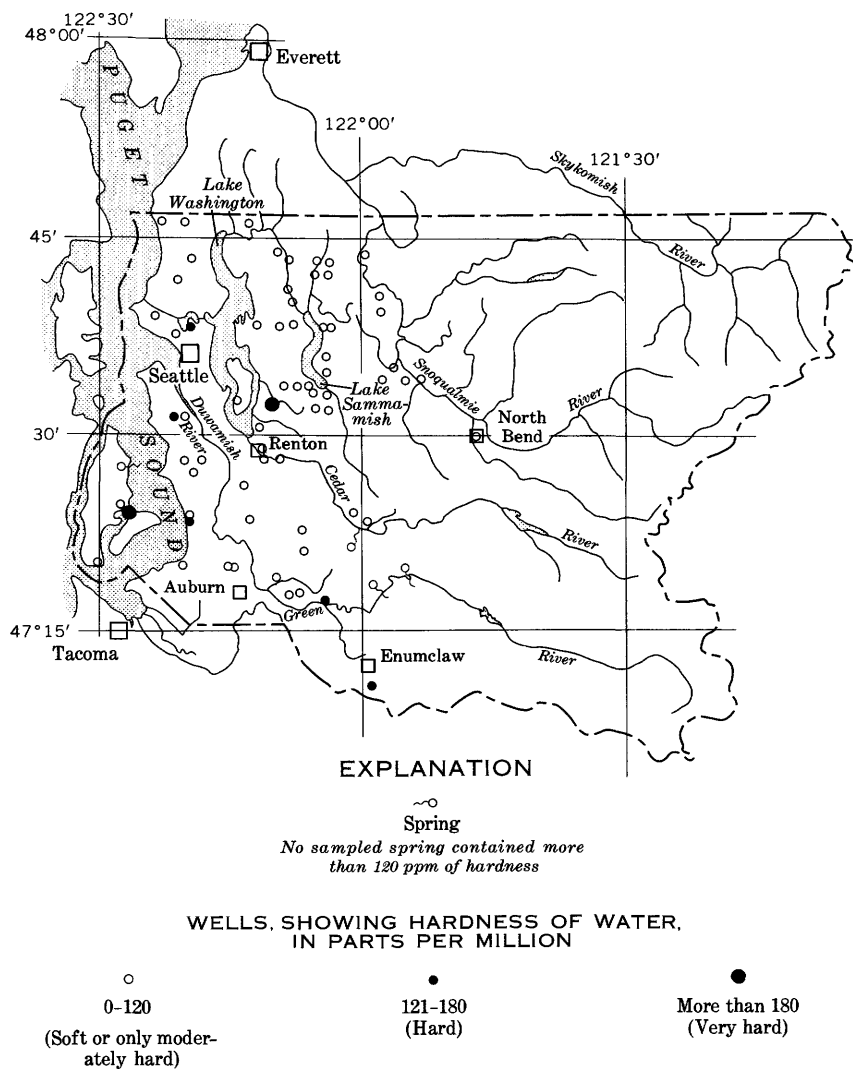 122°30′
48°00′
Everett
PUGET
122°00′
121°30′
Skykomish
Lake
Washington
45′
River
Seattle
Snoqualmie
Lake
Samma-
mish
Duwamish
River
River
North
Bend
30′
Renton
SOUND
Cedar
River
Auburn
Green
47°15′
Tacoma
Enumclaw
River
EXPLANATION
Spring
No sampled spring contained more
than 120 ppm of hardness
WELLS, SHOWING HARDNESS OF WATER,
IN PARTS PER MILLION
0–120
(Soft or only moder-
ately hard)
121–180
(Hard)
More than 180
(Very hard)